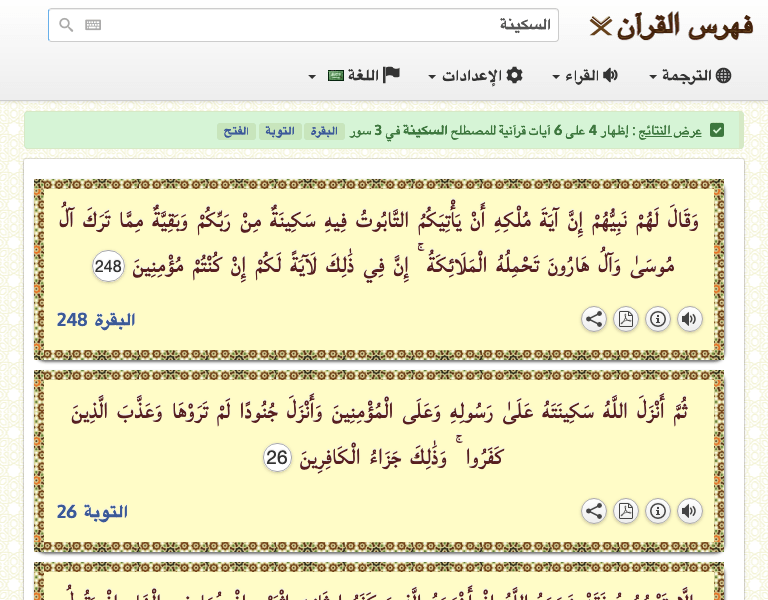 فهرس القرآن
السكينة
الترجمة القراء الإعدادات اللغة
عرض النتائج : إظهار 4 على 6 آيات قرآنية للمصطلح السكينة في 3 سور البقرة التوبة الفتح
وَقَالَ لَهُمْ نَبِيُّهُمْ إِنَّ آيَةَ مُلْكِهِ أَنْ يَأْتِيَكُمُ التَّابُوتُ فِيهِ سَكِينَةٌ مِنْ رَبِّكُمْ وَبَقِيَّةٌ مِمَّا تَرَكَ آلُ
مُوسَىٰ وَآلُ هَارُونَ تَحْمِلُهُ الْمَلَائِكَةُ ۚ إِنَّ فِي ذَٰلِكَ لَآيَةً لَكُمْ إِنْ كُنْتُمْ مُؤْمِنِينَ 248
البقرة 248
ثُمَّ أَنْزَلَ اللَّهُ سَكِينَتَهُ عَلَىٰ رَسُولِهِ وَعَلَى الْمُؤْمِنِينَ وَأَنْزَلَ جُنُودًا لَمْ تَرَوْهَا وَعَذَّبَ الَّذِينَ
كَفَرُوا ۚ وَذَٰلِكَ جَزَاءُ الْكَافِرِينَ 26
التوبة 26